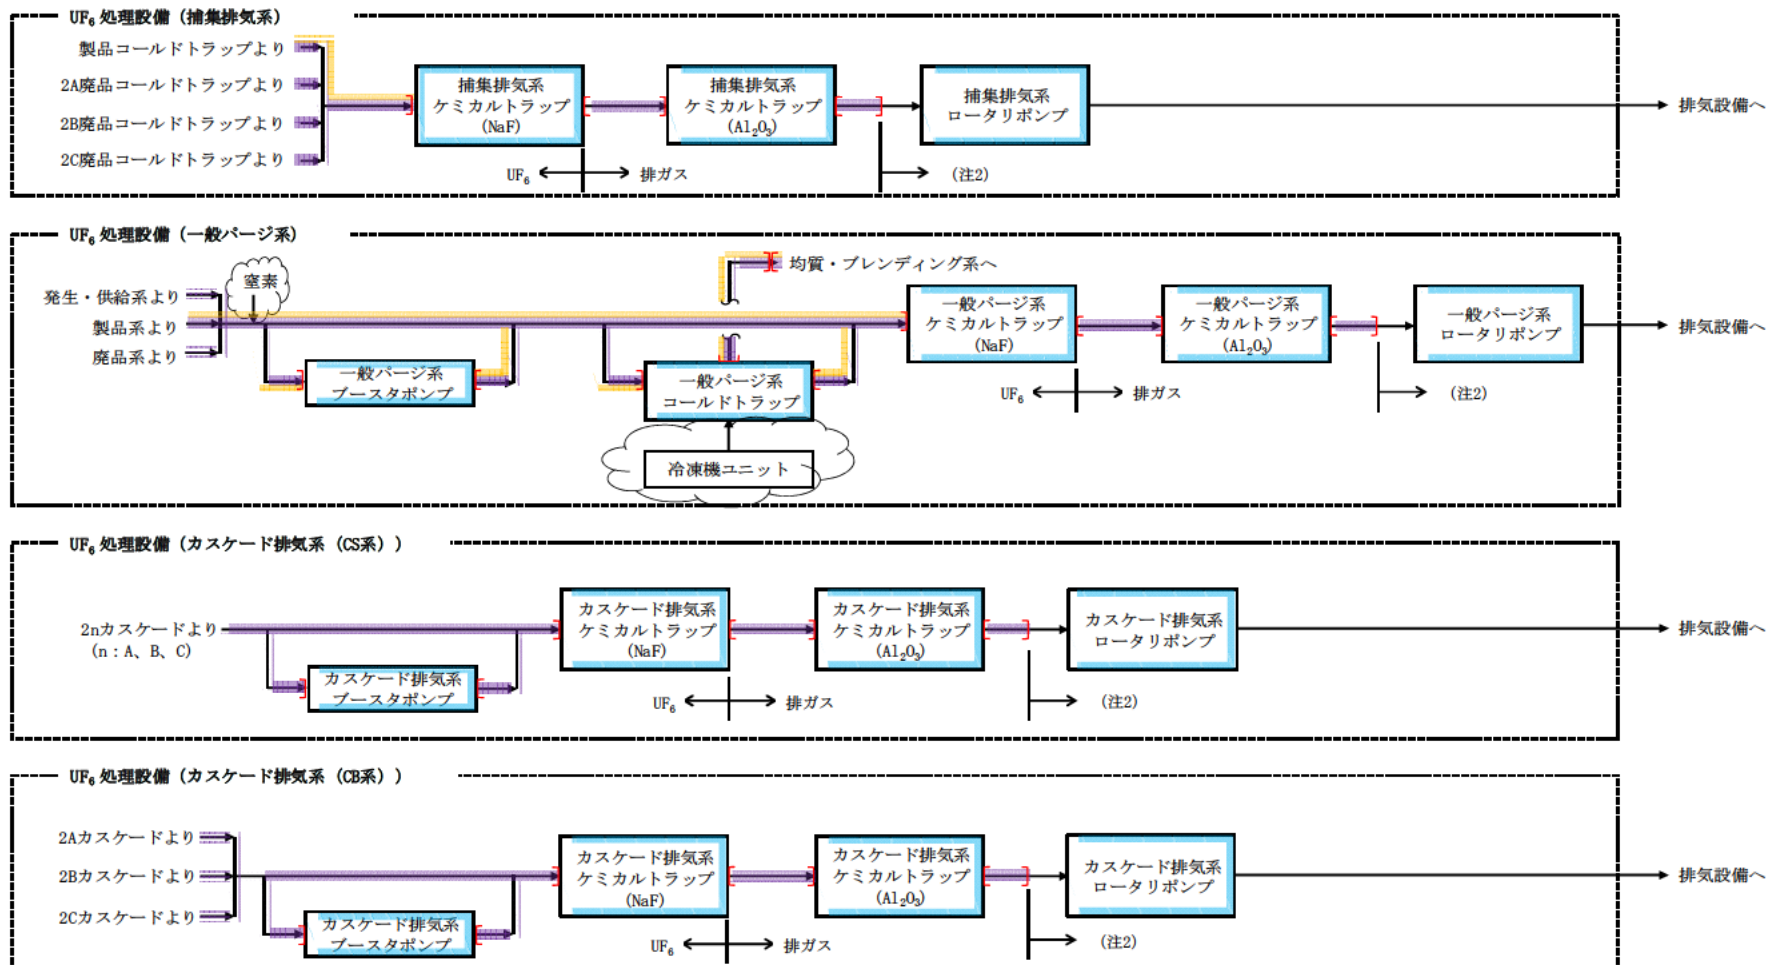 UF₆ 処理設備 (捕集排気系)
製品コールドトラップより
2A廃品コールドトラップより
2B廃品コールドトラップより
2C廃品コールドトラップより
捕集排気系
ケミカルトラップ
(NaF)
捕集排気系
ケミカルトラップ
(Al₂O₃)
捕集排気系
ロータリポンプ
排気設備へ
UF₆
排ガス
(注2)
UF₆ 処理設備 (一般パージ系)
窒素
発生・供給系より
製品系より
廃品系より
均質・ブレンディング系へ
一般パージ系
ブースタポンプ
一般パージ系
コールドトラップ
冷凍機ユニット
一般パージ系
ケミカルトラップ
(NaF)
一般パージ系
ケミカルトラップ
(Al₂O₃)
一般パージ系
ロータリポンプ
排気設備へ
UF₆
排ガス
(注2)
UF₆ 処理設備 (カスケード排気系 (CS系) )
2nカスケードより
(n：A、B、C)
カスケード排気系
ブースタポンプ
カスケード排気系
ケミカルトラップ
(NaF)
カスケード排気系
ケミカルトラップ
(Al₂O₃)
カスケード排気系
ロータリポンプ
排気設備へ
UF₆
排ガス
(注2)
UF₆ 処理設備 (カスケード排気系 (CB系) )
2Aカスケードより
2Bカスケードより
2Cカスケードより
カスケード排気系
ブースタポンプ
カスケード排気系
ケミカルトラップ
(NaF)
カスケード排気系
ケミカルトラップ
(Al₂O₃)
カスケード排気系
ロータリポンプ
排気設備へ
UF₆
排ガス
(注2)